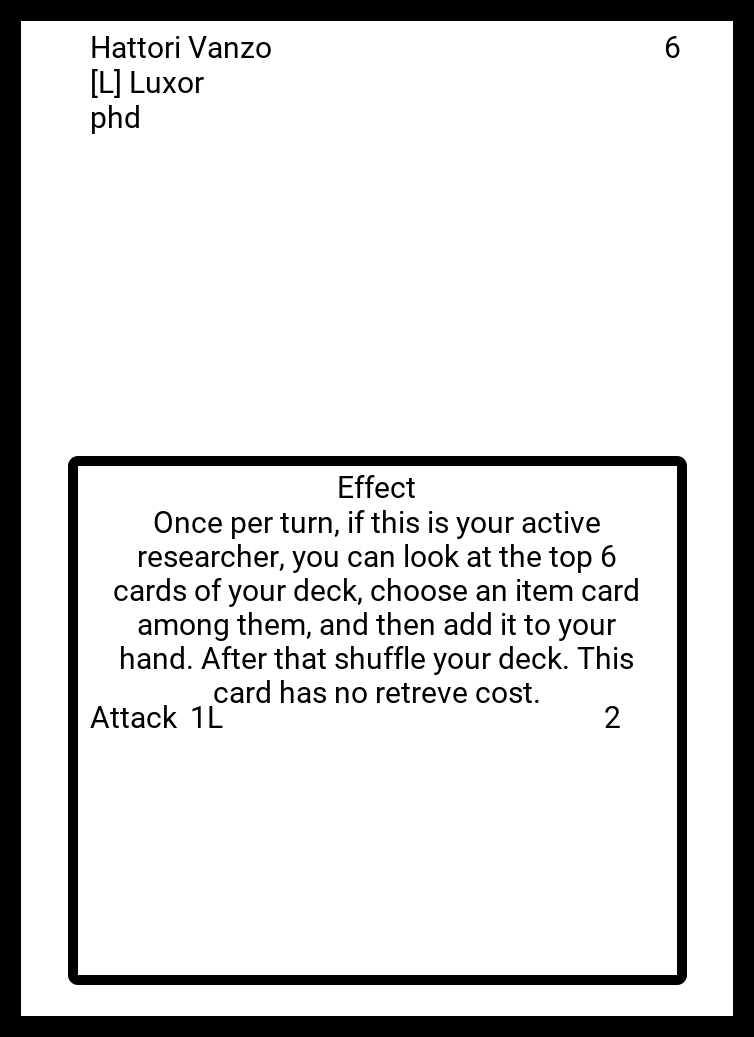 Hattori Vanzo 6
[L] Luxor
phd
Effect
Once per turn, if this is your active
researcher, you can look at the top 6
cards of your deck, choose an item card
among them, and then add it to your
hand. After that shuffle your deck. This
card has no retreve cost.
Attack 1L 2